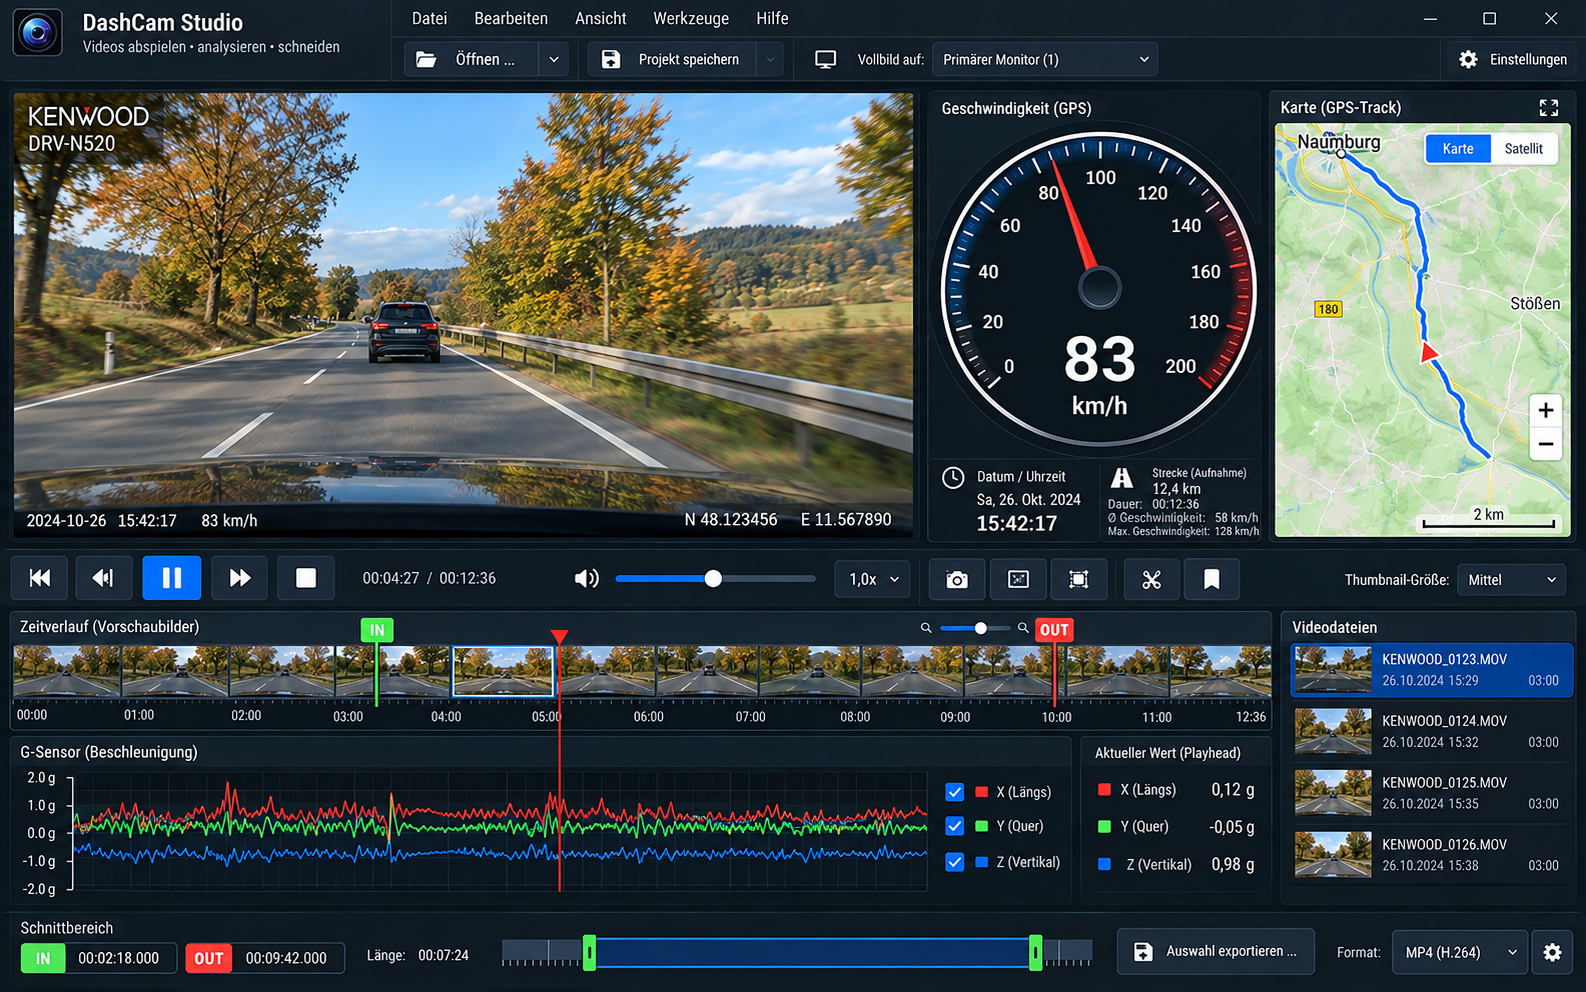 DashCam Studio
Videos abspielen • analysieren • schneiden
Datei Bearbeiten Ansicht Werkzeuge Hilfe
Öffnen ...
Projekt speichern
Vollbild auf: Primärer Monitor (1)
Einstellungen
KENWOOD
DRV-N520
2024-10-26 15:42:17 83 km/h
N 48.123456 E 11.567890
Geschwindigkeit (GPS)
0 20 40 60 80 100 120 140 160 180 200
83
km/h
Datum / Uhrzeit
Sa, 26. Okt. 2024
15:42:17
Strecke (Aufnahme)
12,4 km
Dauer: 00:12:36
Ø Geschwindigkeit: 58 km/h
Max. Geschwindigkeit: 128 km/h
Karte (GPS-Track)
Naumburg
Karte Satellit
180
Stößen
+
−
2 km
00:04:27 / 00:12:36
1,0x
Thumbnail-Größe: Mittel
Zeitverlauf (Vorschaubilder)
IN
OUT
00:00 01:00 02:00 03:00 04:00 05:00 06:00 07:00 08:00 09:00 10:00 11:00 12:36
G-Sensor (Beschleunigung)
2.0 g
1.0 g
0.0 g
-1.0 g
-2.0 g
X (Längs)
Y (Quer)
Z (Vertikal)
Aktueller Wert (Playhead)
X (Längs) 0,12 g
Y (Quer) -0,05 g
Z (Vertikal) 0,98 g
Videodateien
KENWOOD_0123.MOV
26.10.2024 15:29 03:00
KENWOOD_0124.MOV
26.10.2024 15:32 03:00
KENWOOD_0125.MOV
26.10.2024 15:35 03:00
KENWOOD_0126.MOV
26.10.2024 15:38 03:00
Schnittbereich
IN 00:02:18.000
OUT 00:09:42.000
Länge: 00:07:24
Auswahl exportieren ...
Format: MP4 (H.264)